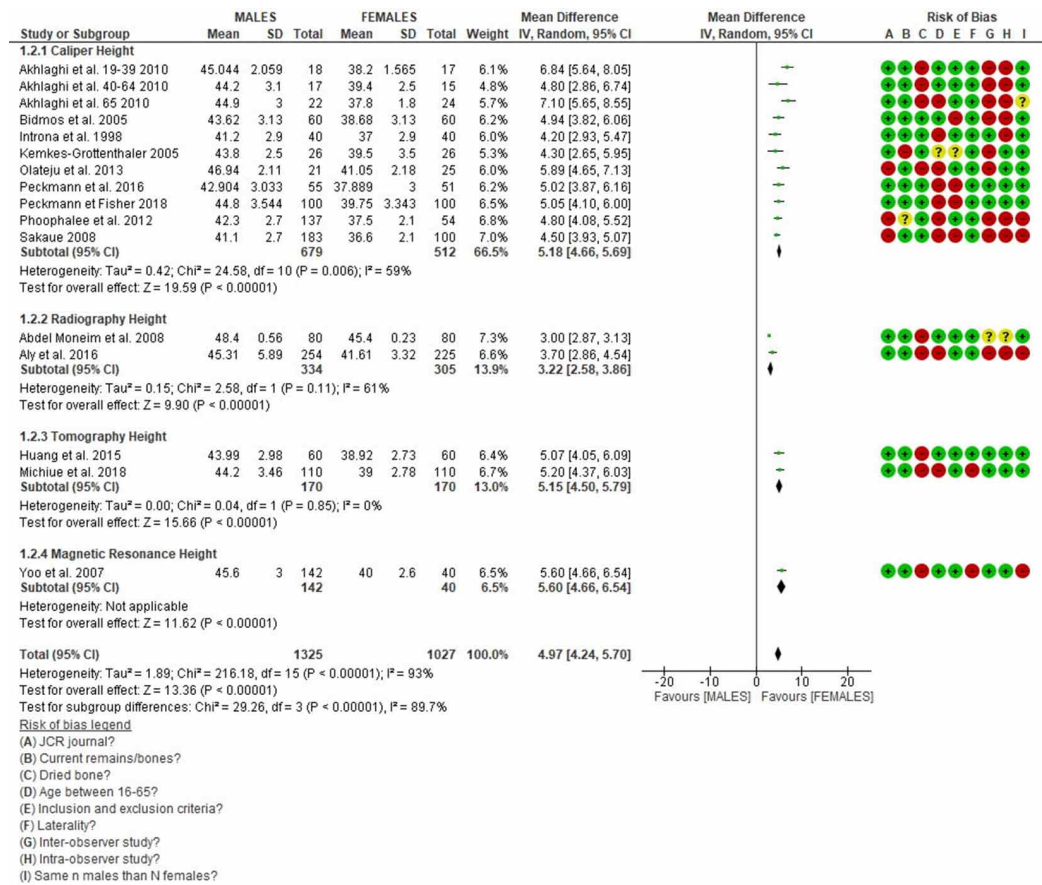 MALES FEMALES Mean Difference Mean Difference Risk of Bias
Study or Subgroup Mean SD Total Mean SD Total Weight IV, Random, 95% CI IV, Random, 95% CI A B C D E F G H I
1.2.1 Caliper Height
Akhlaghi et al. 19-39 2010 45.044 2.059 18 38.2 1.565 17 6.1% 6.84 [5.64, 8.05] + + - - + + - - +
Akhlaghi et al. 40-64 2010 44.2 3.1 17 39.4 2.5 15 4.8% 4.80 [2.86, 6.74] + + - + + + - - +
Akhlaghi et al. 65 2010 44.9 3 22 37.8 1.8 24 5.7% 7.10 [5.65, 8.55] + + - - + + - - ?
Bidmos et al. 2005 43.62 3.13 60 38.68 3.13 60 6.2% 4.94 [3.82, 6.06] + + + + - + - - +
Introna et al. 1998 41.2 2.9 40 37 2.9 40 6.0% 4.20 [2.93, 5.47] + + + - + + - - +
Kemkes-Grottenthaler 2005 43.8 2.5 26 39.5 3.5 26 5.3% 4.30 [2.65, 5.95] + - + ? ? + - + +
Olateju et al. 2013 46.94 2.11 21 41.05 2.18 25 6.1% 5.89 [4.65, 7.13] - + - - + + - + -
Peckmann et al. 2016 42.904 3.033 55 37.889 3 51 6.2% 5.02 [3.87, 6.16] + + + - - + + + +
Peckmann et Fisher 2018 44.8 3.544 100 39.75 3.343 100 6.5% 5.05 [4.10, 6.00] + + + - - + + + +
Phoophalee et al. 2012 42.3 2.7 137 37.5 2.1 54 6.8% 4.80 [4.08, 5.52] - ? + - + + - - -
Sakaue 2008 41.1 2.7 183 36.6 2.1 100 7.0% 4.50 [3.93, 5.07] - + + - - + - - -
Subtotal (95% CI) 679 512 66.5% 5.18 [4.66, 5.69]
Heterogeneity: Tau² = 0.42; Chi² = 24.58, df = 10 (P = 0.006); I² = 59%
Test for overall effect: Z = 19.59 (P < 0.00001)
1.2.2 Radiography Height
Abdel Moneim et al. 2008 48.4 0.56 80 45.4 0.23 80 7.3% 3.00 [2.87, 3.13] + + - + + + ? ? +
Aly et al. 2016 45.31 5.89 254 41.61 3.32 225 6.6% 3.70 [2.86, 4.54] + + - - + + - - -
Subtotal (95% CI) 334 305 13.9% 3.22 [2.58, 3.86]
Heterogeneity: Tau² = 0.15; Chi² = 2.58, df = 1 (P = 0.11); I² = 61%
Test for overall effect: Z = 9.90 (P < 0.00001)
1.2.3 Tomography Height
Huang et al. 2015 43.99 2.98 60 38.92 2.73 60 6.4% 5.07 [4.05, 6.09] + + - + + + + + +
Michiue et al. 2018 44.2 3.46 110 39 2.78 110 6.7% 5.20 [4.37, 6.03] + + - - + - + + +
Subtotal (95% CI) 170 170 13.0% 5.15 [4.50, 5.79]
Heterogeneity: Tau² = 0.00; Chi² = 0.04, df = 1 (P = 0.85); I² = 0%
Test for overall effect: Z = 15.66 (P < 0.00001)
1.2.4 Magnetic Resonance Height
Yoo et al. 2007 45.6 3 142 40 2.6 40 6.5% 5.60 [4.66, 6.54] + + - + + - + + -
Subtotal (95% CI) 142 40 6.5% 5.60 [4.66, 6.54]
Heterogeneity: Not applicable
Test for overall effect: Z = 11.62 (P < 0.00001)
Total (95% CI) 1325 1027 100.0% 4.97 [4.24, 5.70]
Heterogeneity: Tau² = 1.89; Chi² = 216.18, df = 15 (P < 0.00001); I² = 93%
Test for overall effect: Z = 13.36 (P < 0.00001)
Test for subgroup differences: Chi² = 29.26, df = 3 (P < 0.00001), I² = 89.7%
-20 -10 0 10 20
Favours [MALES] Favours [FEMALES]
Risk of bias legend
(A) JCR journal?
(B) Current remains/bones?
(C) Dried bone?
(D) Age between 16-65?
(E) Inclusion and exclusion criteria?
(F) Laterality?
(G) Inter-observer study?
(H) Intra-observer study?
(I) Same n males than N females?